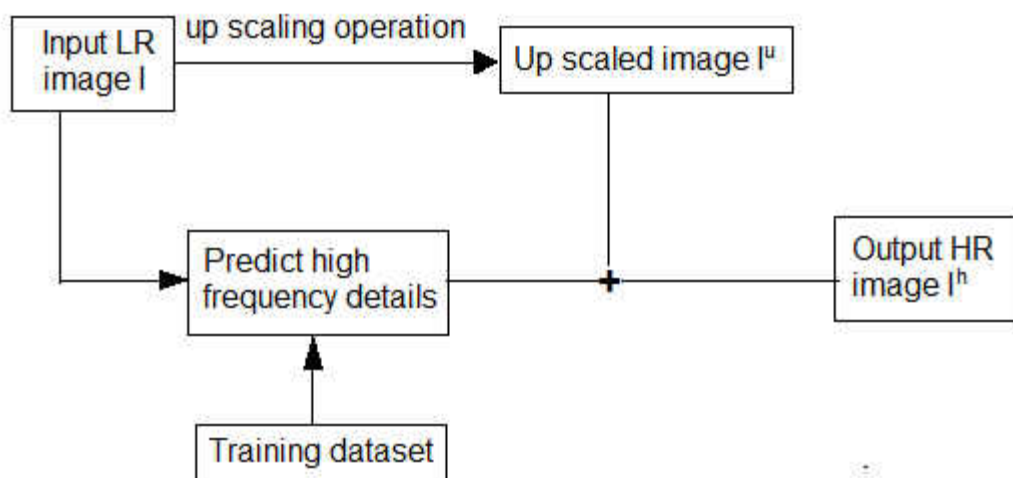 Input LR
image I
up scaling operation
Up scaled image Iᵘ
Predict high
frequency details
+
Output HR
image Iʰ
Training dataset